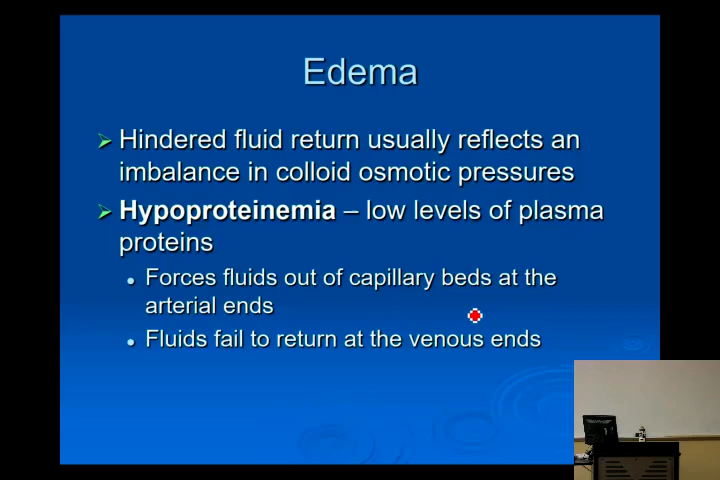 Edema
Hindered fluid return usually reflects an
imbalance in colloid osmotic pressures
Hypoproteinemia – low levels of plasma
proteins
Forces fluids out of capillary beds at the
arterial ends
Fluids fail to return at the venous ends